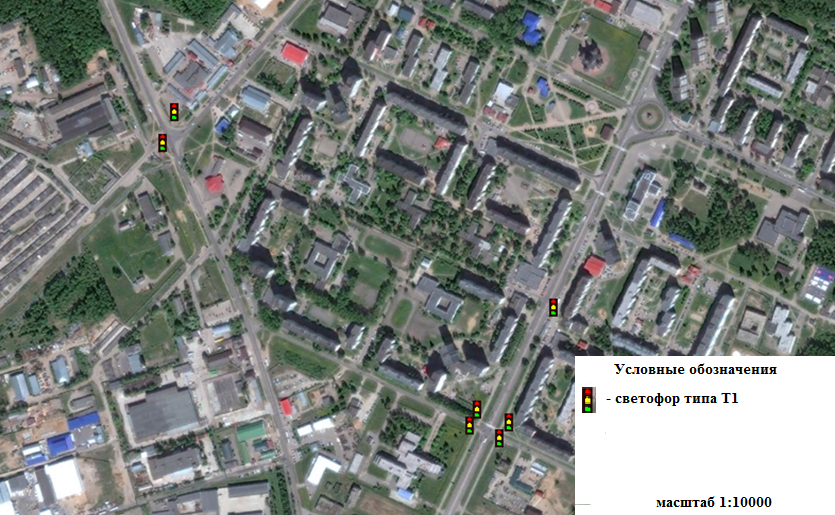 Условные обозначения
- светофор типа Т1
масштаб 1:10000